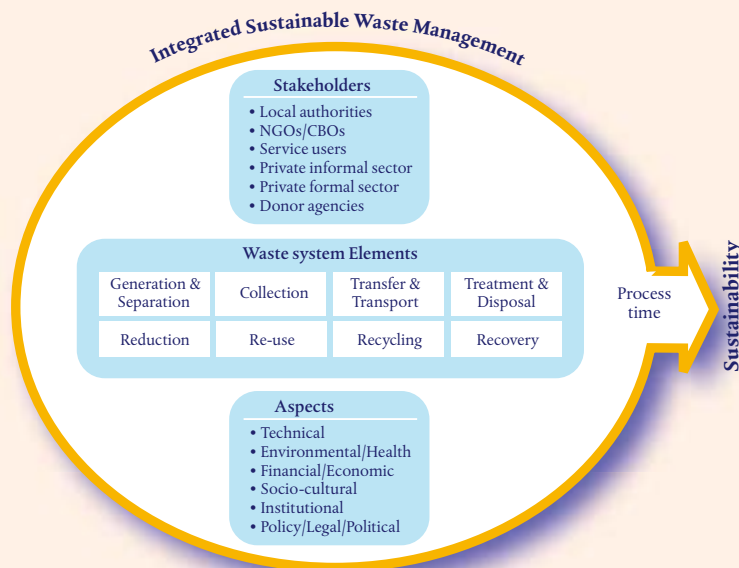 Integrated Sustainable Waste Management
Stakeholders
• Local authorities
• NGOs/CBOs
• Service users
• Private informal sector
• Private formal sector
• Donor agencies
Waste system Elements
Generation & Separation
Collection
Transfer & Transport
Treatment & Disposal
Reduction
Re-use
Recycling
Recovery
Process
time
Sustainability
Aspects
• Technical
• Environmental/Health
• Financial/Economic
• Socio-cultural
• Institutional
• Policy/Legal/Political